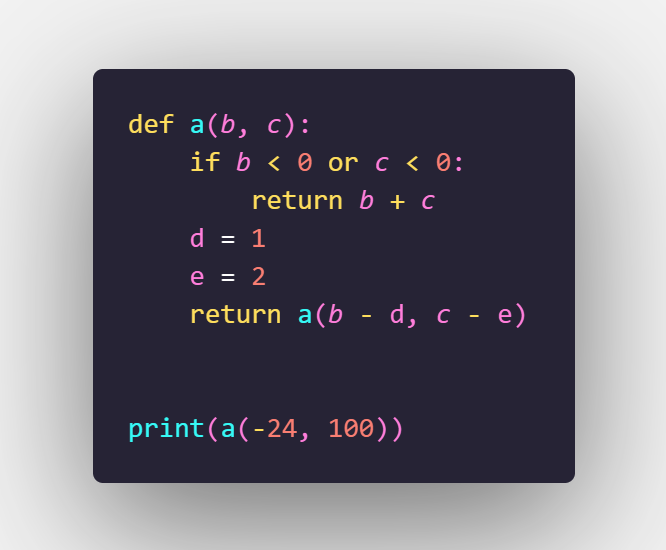 def a(b, c):
    if b < 0 or c < 0:
        return b + c
    d = 1
    e = 2
    return a(b - d, c - e)
print(a(-24, 100))